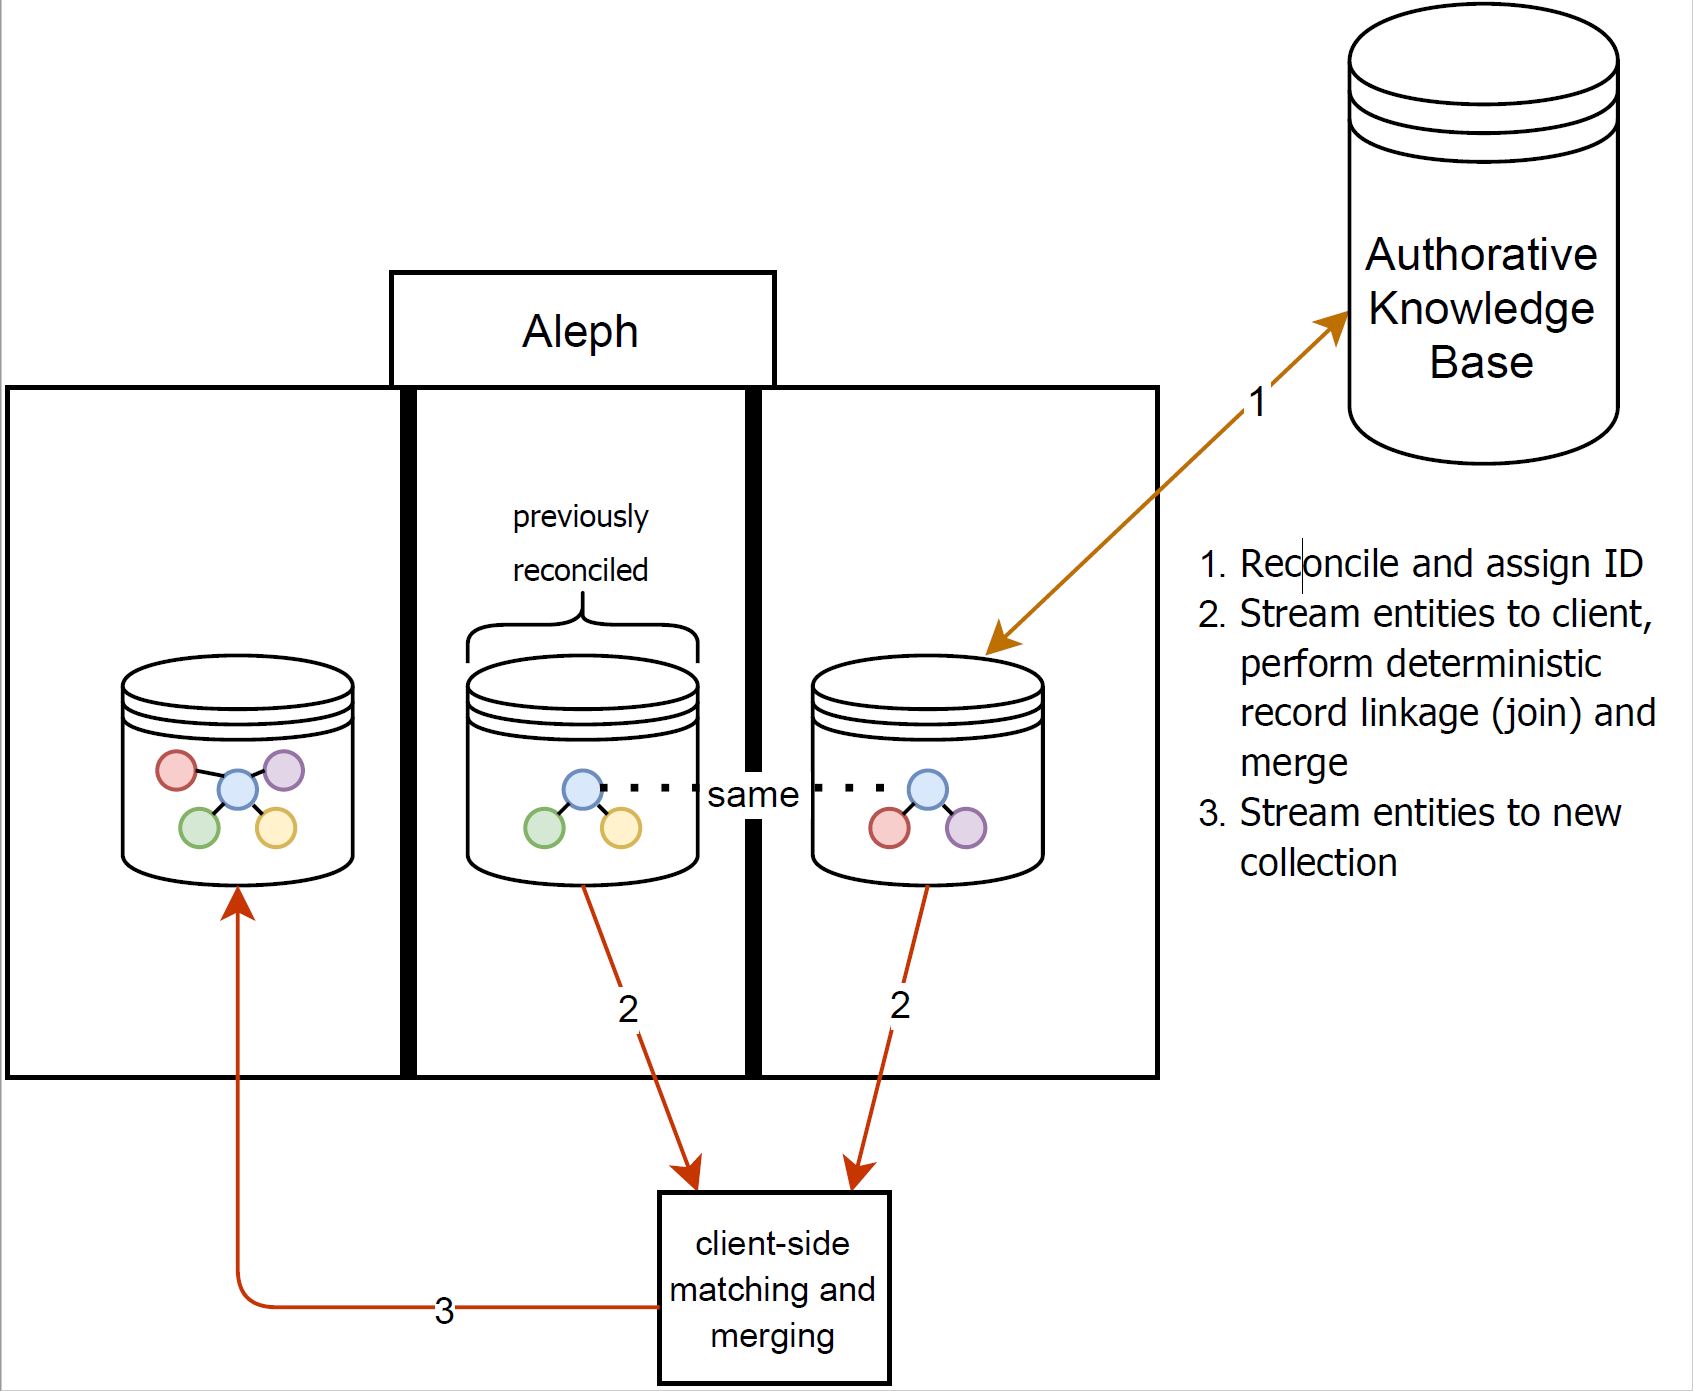 Authorative
Knowledge
Base
Aleph
1
previously
reconciled
1. Reconcile and assign ID
2. Stream entities to client,
perform deterministic
record linkage (join) and
merge
3. Stream entities to new
collection
same
2
2
client-side
matching and
merging
3